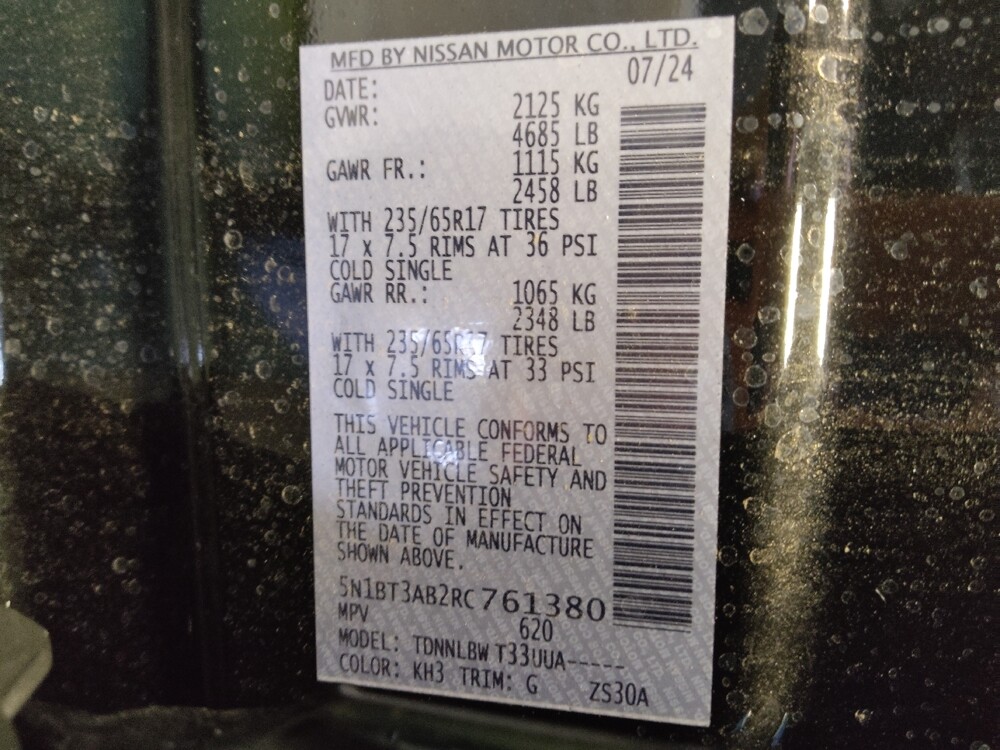 MFD BY NISSAN MOTOR CO., LTD.
DATE: 07/24
GVWR: 2125 KG
4685 LB
GAWR FR.: 1115 KG
2458 LB
WITH 235/65R17 TIRES
17 x 7.5 RIMS AT 36 PSI
COLD SINGLE
GAWR RR.: 1065 KG
2348 LB
WITH 235/65R17 TIRES
17 x 7.5 RIMS AT 33 PSI
COLD SINGLE
THIS VEHICLE CONFORMS TO
ALL APPLICABLE FEDERAL
MOTOR VEHICLE SAFETY AND
THEFT PREVENTION
STANDARDS IN EFFECT ON
THE DATE OF MANUFACTURE
SHOWN ABOVE.
5N1BT3AB2RC761380
MPV 620
MODEL: TDNNLBW T33UUA-----
COLOR: KH3 TRIM: G ZS30A